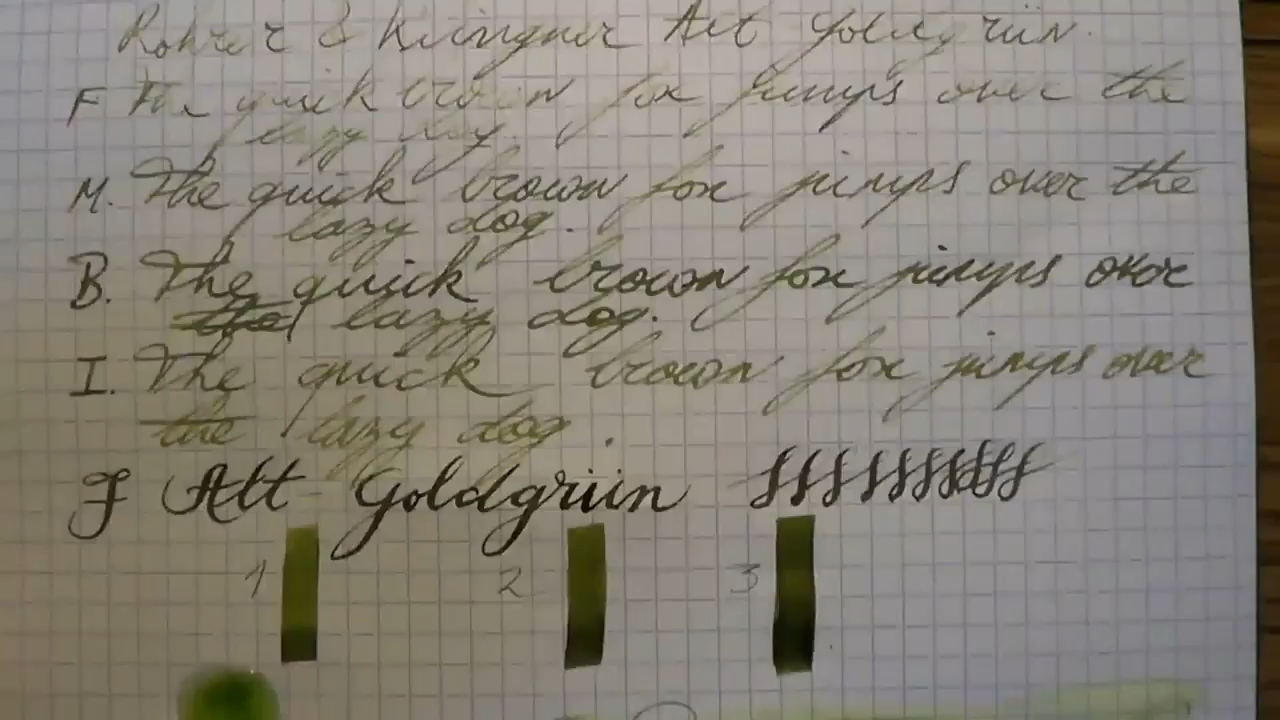 Rohrer & Klingner Alt Goldgrün.
F The quick brown fox jumps over the
lazy dog.
M. The quick brown fox jumps over the
lazy dog.
B. The quick brown fox jumps over
the lazy dog.
I. The quick brown fox jumps over
the lazy dog.
F Alt Goldgrün ffffffffff
1 2 3